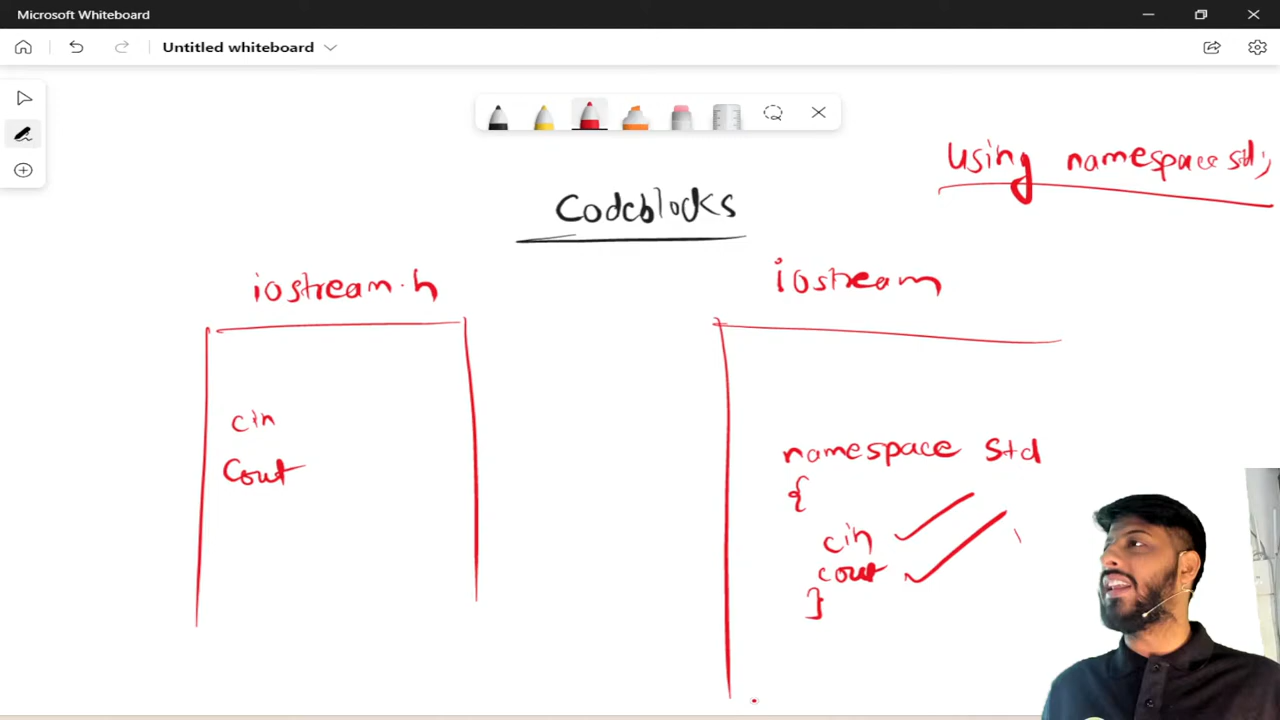 Microsoft Whiteboard
Untitled whiteboard
using namespace std;
Codeblocks
iostream.h
iostream
cin
Cout
namespace std
{
cin
cout
}